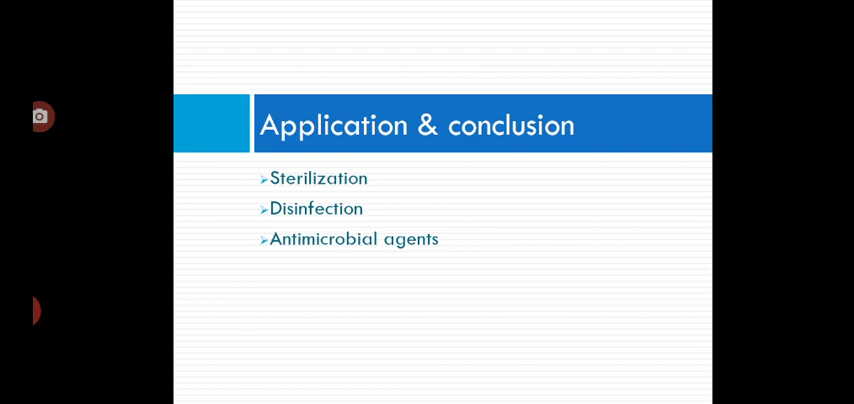 Application & conclusion
➢Sterilization
➢Disinfection
➢Antimicrobial agents